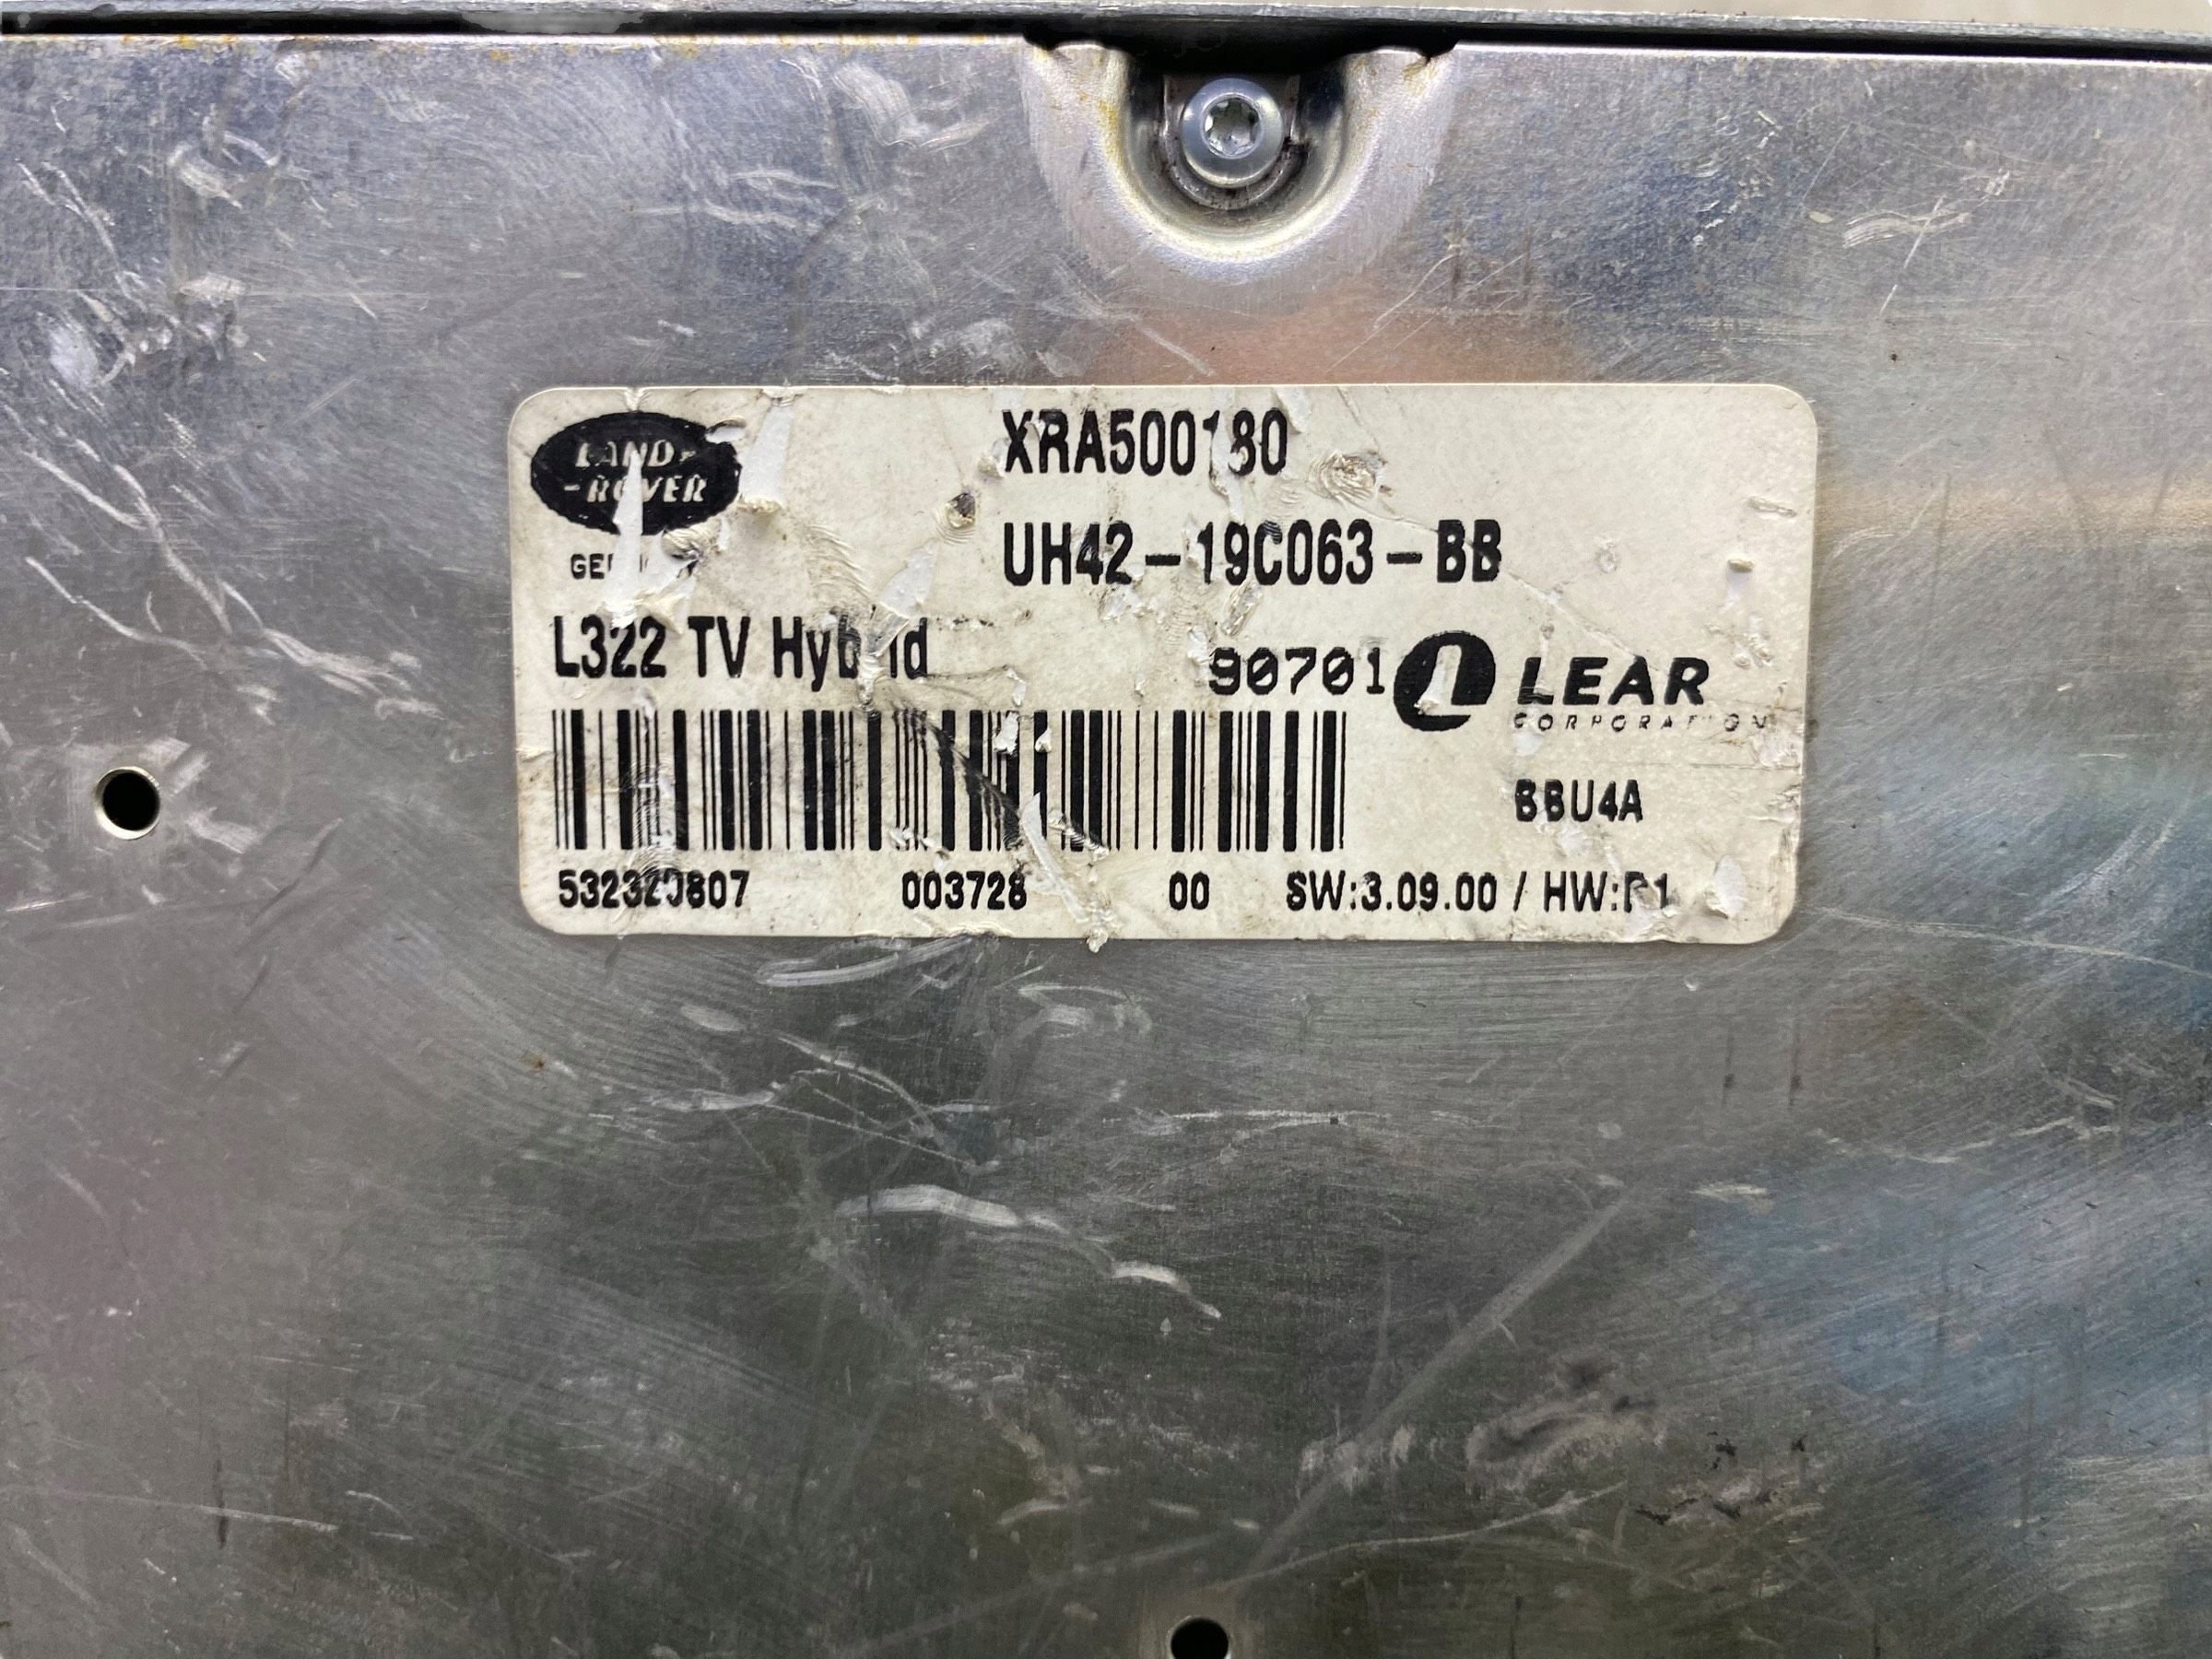 LAND-
-ROVER
XRA500180
UH42-19C063-BB
L322 TV Hybrid
90701
LEAR
CORPORATION
BBU4A
003728 00 SW:3.09.00 / HW: